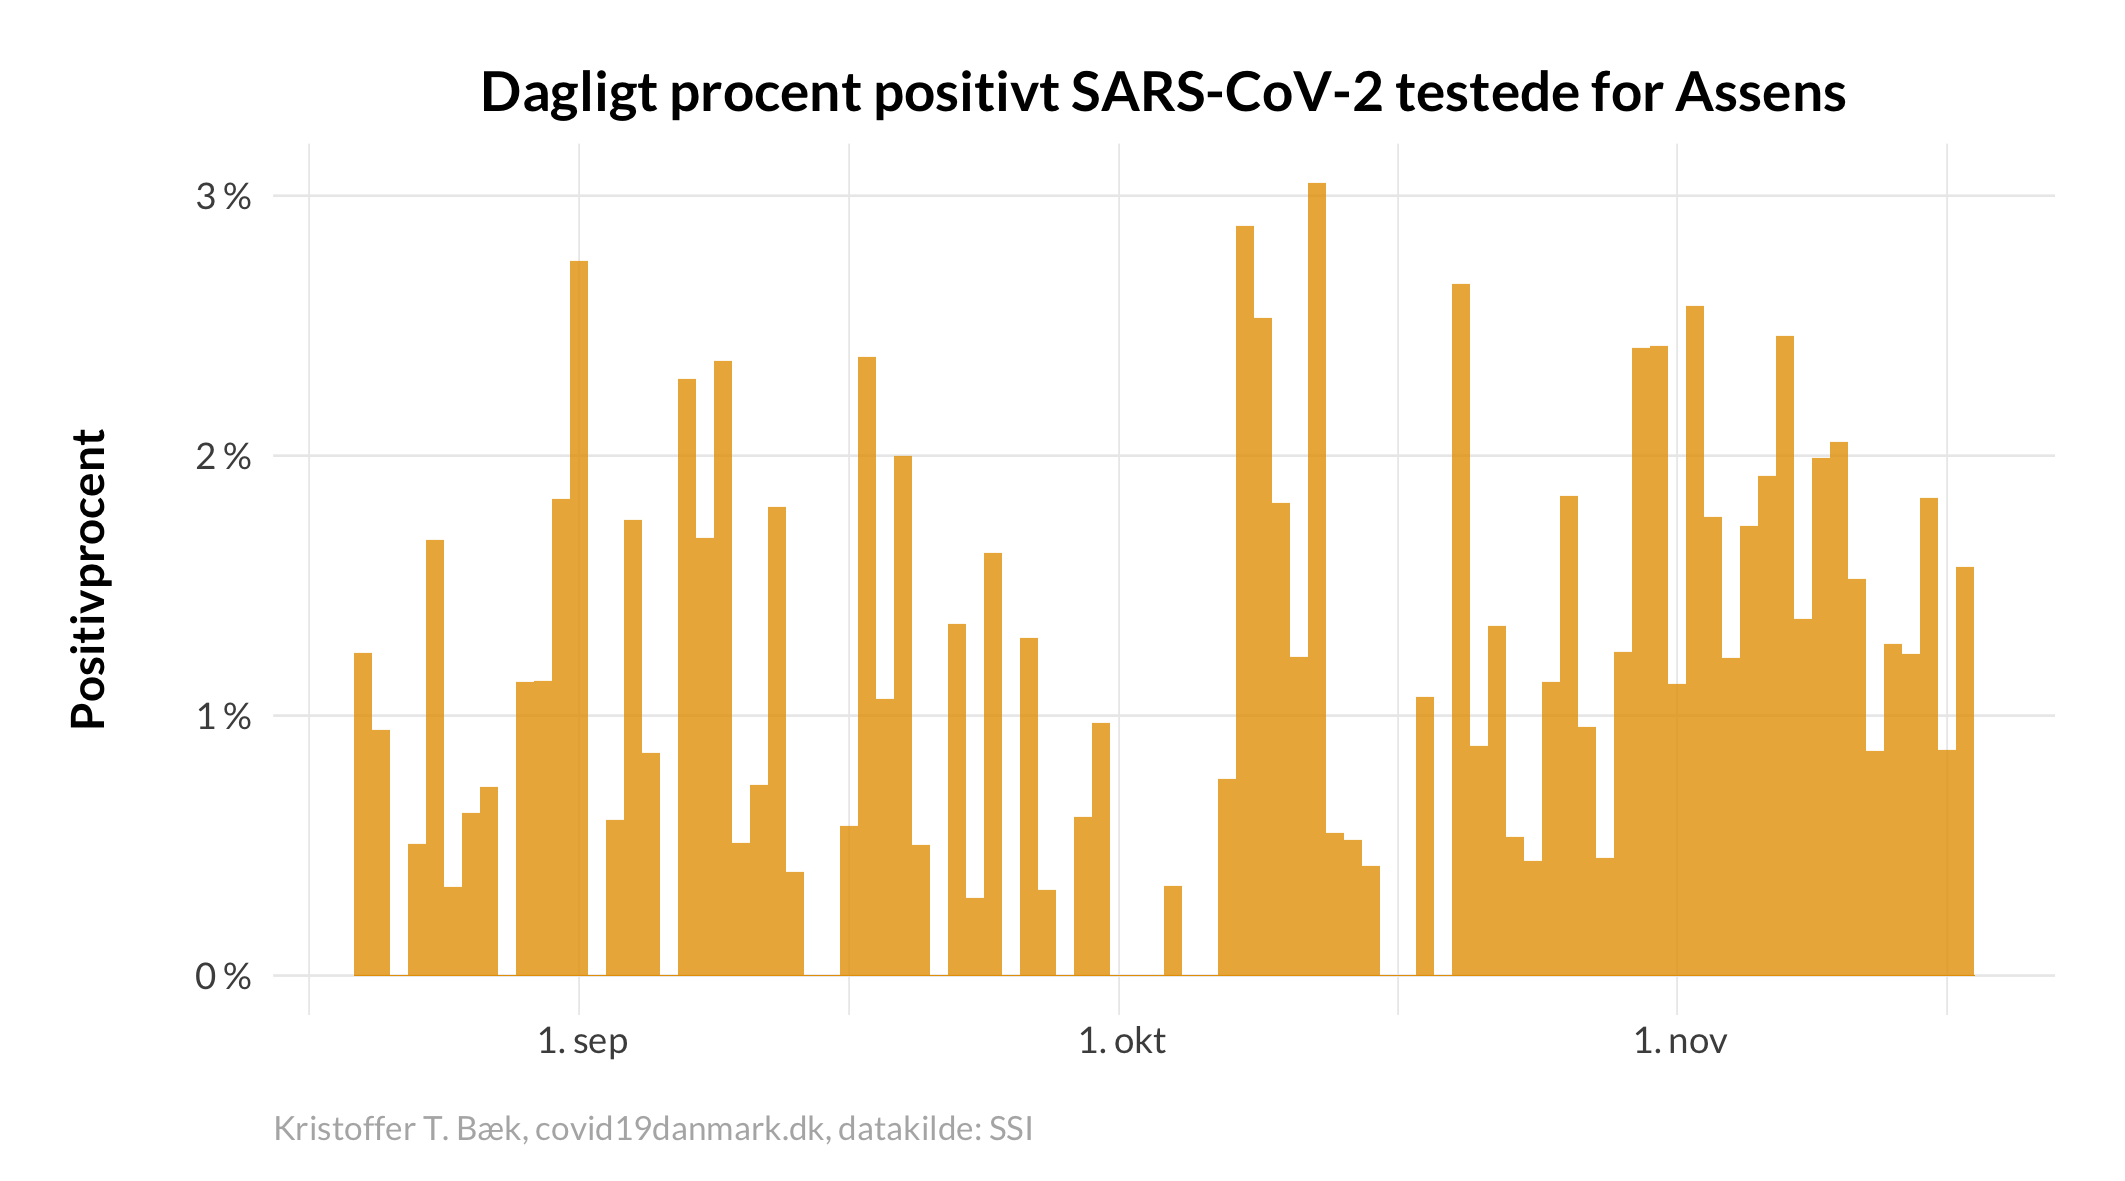 Dagligt procent positivt SARS-CoV-2 testede for Assens
Positivprocent
3 %
2 %
1 %
0 %
1. sep
1. okt
1. nov
Kristoffer T. Bæk, covid19danmark.dk, datakilde: SSI